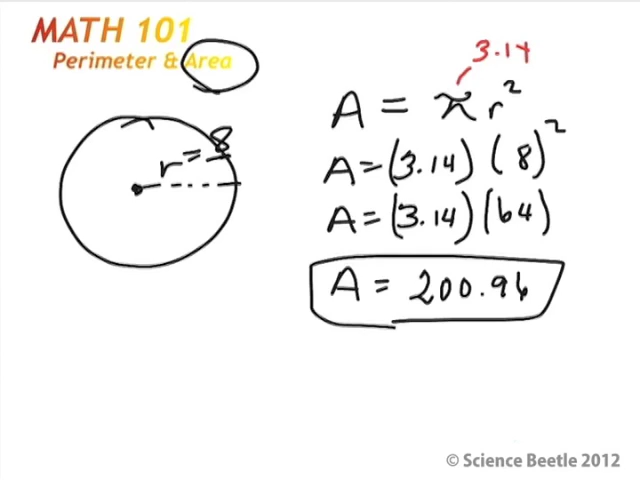 MATH 101
Perimeter & Area
3.14
A = πr²
r = 8
A = (3.14) (8)²
A = (3.14) (64)
A = 200.96
© Science Beetle 2012